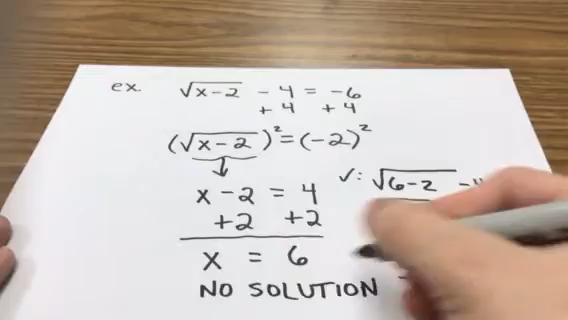 ex. √x-2 - 4 = -6
+4 +4
(√x-2)² = (-2)²
x - 2 = 4
+2 +2
x = 6
NO SOLUTION
✓: √6-2